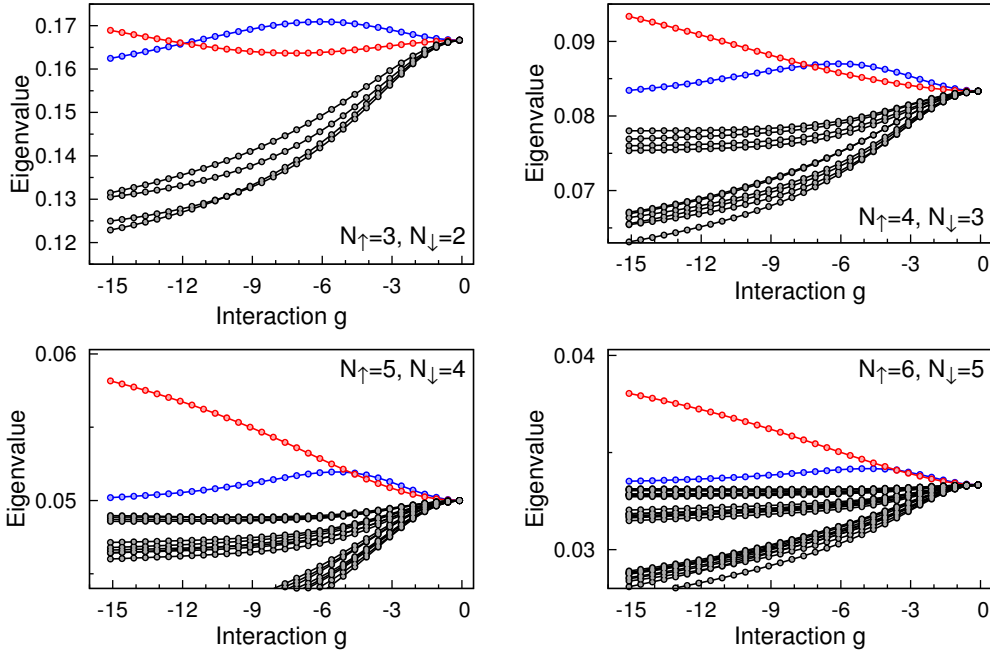 0.17
0.16
0.15
0.14
0.13
0.12
Eigenvalue
N↑=3, N↓=2
-15 -12 -9 -6 -3 0
Interaction g
0.09
0.08
0.07
Eigenvalue
N↑=4, N↓=3
-15 -12 -9 -6 -3 0
Interaction g
0.06
0.05
Eigenvalue
N↑=5, N↓=4
-15 -12 -9 -6 -3 0
Interaction g
0.04
0.03
Eigenvalue
N↑=6, N↓=5
-15 -12 -9 -6 -3 0
Interaction g